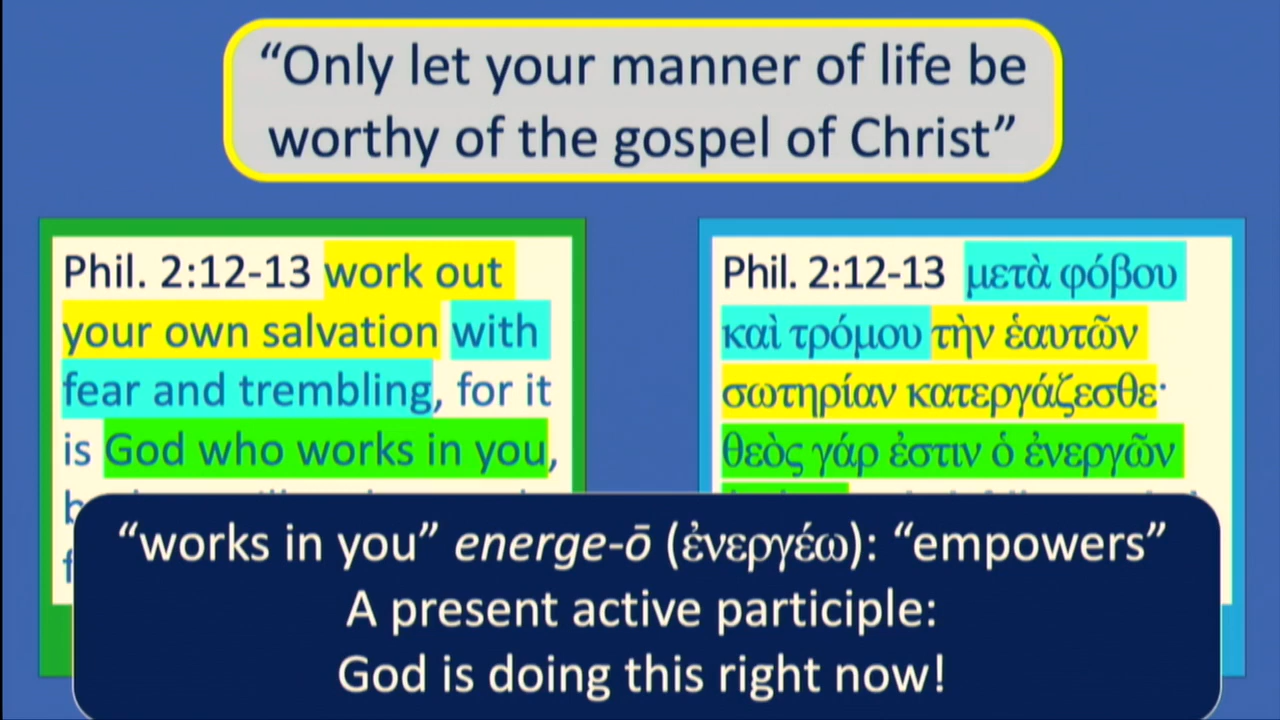 “Only let your manner of life be
worthy of the gospel of Christ”
Phil. 2:12-13 work out
your own salvation with
fear and trembling, for it
is God who works in you,
Phil. 2:12-13 μετὰ φόβου
καὶ τρόμου τὴν ἑαυτῶν
σωτηρίαν κατεργάζεσθε·
θεὸς γάρ ἐστιν ὁ ἐνεργῶν
“works in you” energe-ō (ἐνεργέω): “empowers”
A present active participle:
God is doing this right now!